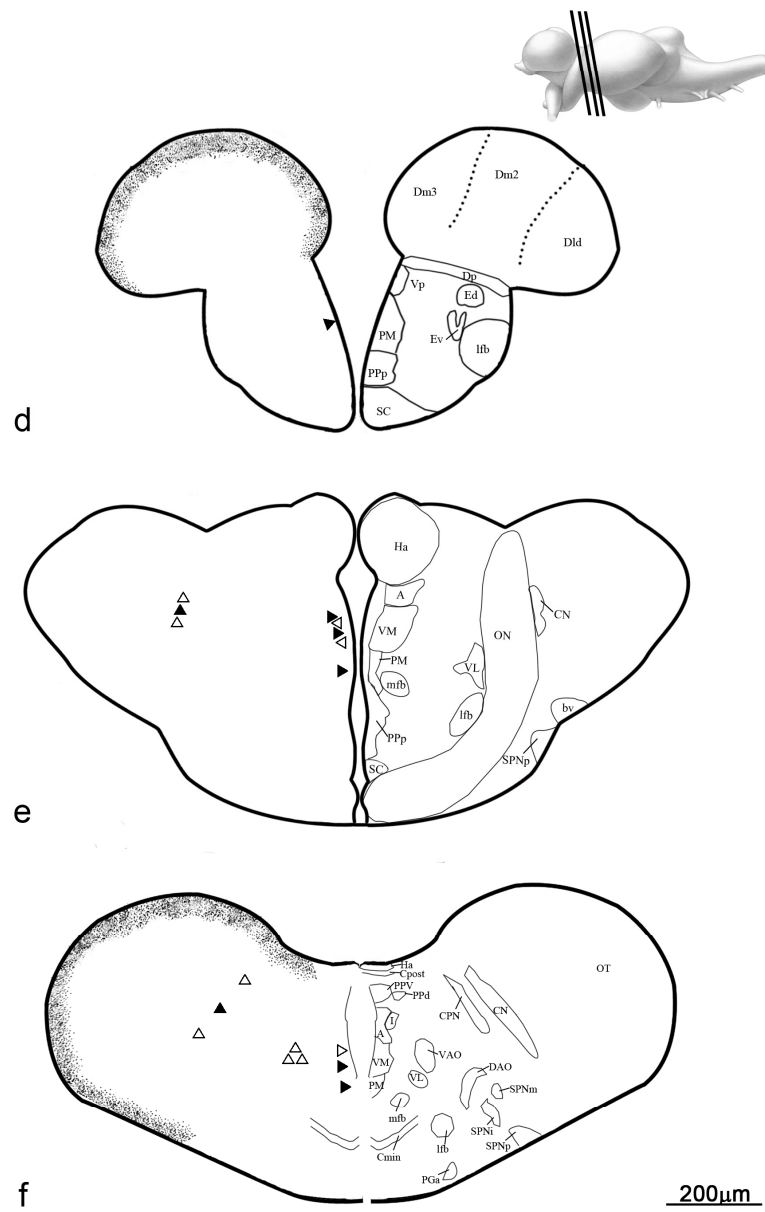 Dm3 Dm2
Dld
Vp Dp
Ed
PM Ev lfb
PPp
SC
d
Ha
A
VM ON CN
PM VL
mfb
lfb bv
PPp
SPNp
SC
e
Ha
Cpost
OT
PPV
PPd
CPN CN
I
A
VM VAO
DAO
PM VL
SPNm
mfb
SPNi
SPNp
Cmin lfb
PGa
f
200µm